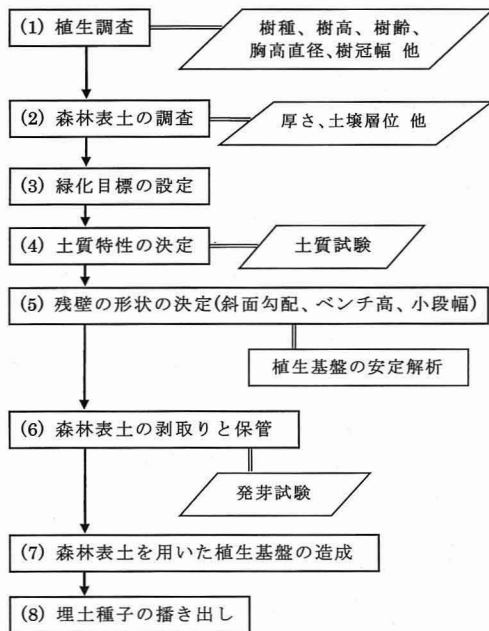 (1) 植生調査
樹種、樹高、樹齢、
胸高直径、樹冠幅 他
(2) 森林表土の調査
厚さ、土壌層位 他
(3) 緑化目標の設定
(4) 土質特性の決定
土質試験
(5) 残壁の形状の決定(斜面勾配、ベンチ高、小段幅)
植生基盤の安定解析
(6) 森林表土の剥取りと保管
発芽試験
(7) 森林表土を用いた植生基盤の造成
(8) 埋土種子の播き出し